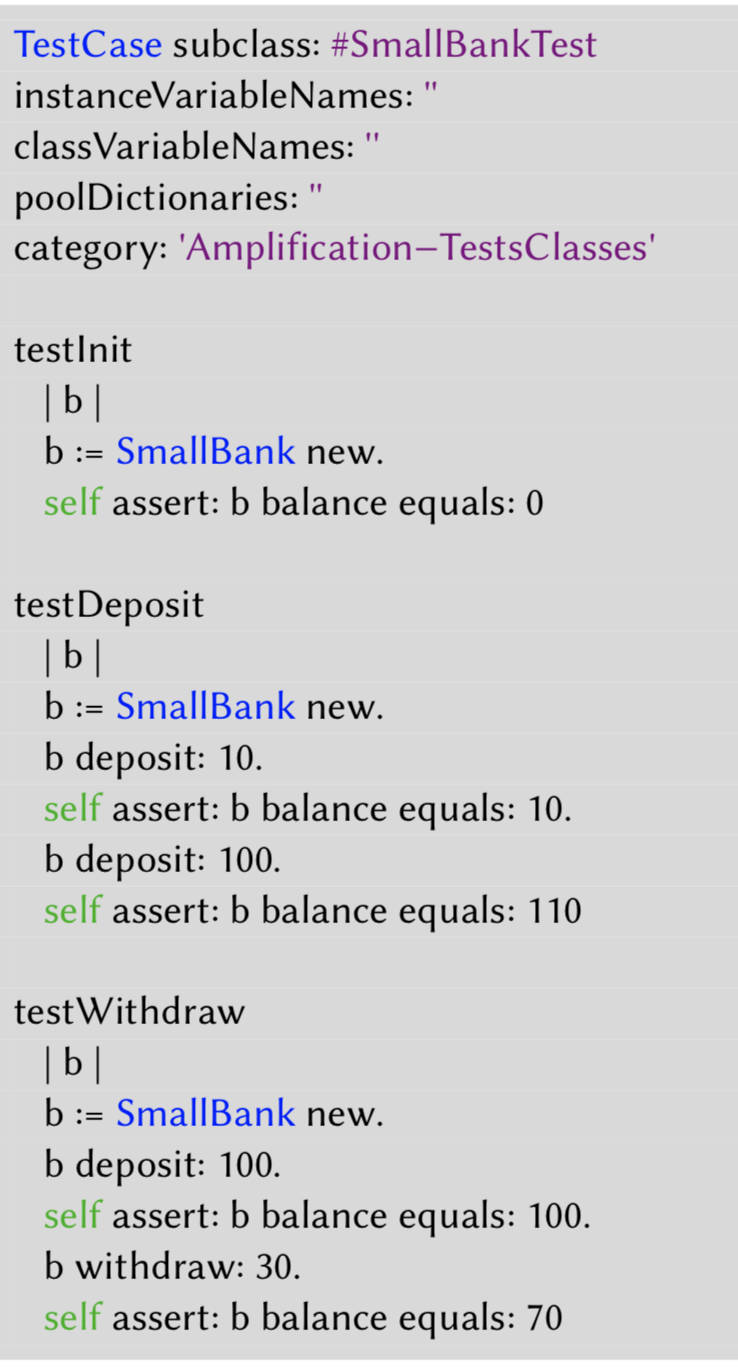 TestCase subclass: #SmallBankTest
instanceVariableNames: ''
classVariableNames: ''
poolDictionaries: ''
category: 'Amplification–TestsClasses'
testInit
| b |
b := SmallBank new.
self assert: b balance equals: 0
testDeposit
| b |
b := SmallBank new.
b deposit: 10.
self assert: b balance equals: 10.
b deposit: 100.
self assert: b balance equals: 110
testWithdraw
| b |
b := SmallBank new.
b deposit: 100.
self assert: b balance equals: 100.
b withdraw: 30.
self assert: b balance equals: 70